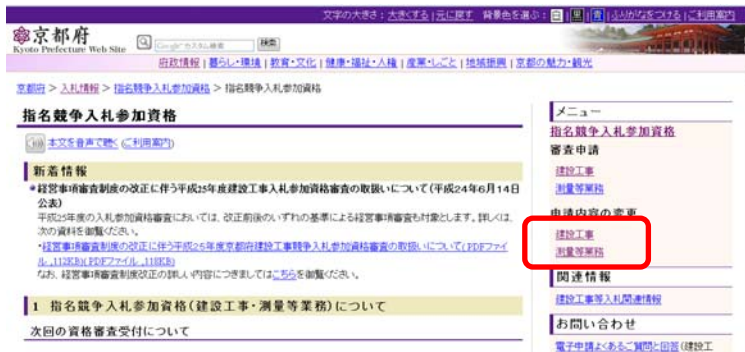 文字の大きさ：大きくする|元に戻す 背景色を選ぶ：白|黒|青|ふりがなをつける|ご利用案内
京都府
Kyoto Prefecture Web Site
Google カスタム検索 検索
府政情報|暮らし・環境|教育・文化|健康・福祉・人権|産業・しごと|地域振興|京都の魅力・観光
京都府 > 入札情報 > 指名競争入札参加資格 > 指名競争入札参加資格
指名競争入札参加資格
本文を音声で聴く(ご利用案内)
新着情報
経営事項審査制度の改正に伴う平成25年度建設工事入札参加資格審査の取扱いについて(平成24年6月14日
公表)
平成25年度の入札参加資格審査においては、改正前後のいずれの基準による経営事項審査も対象とします。詳しくは、
次の資料を御覧ください。
・経営事項審査制度の改正に伴う平成25年度京都府建設工事競争入札参加資格審査の取扱いについて(PDFファイ
ル ,112KB)(PDFファイル ,118KB)
なお、経営事項審査制度改正の詳しい内容につきましてはこちらを御覧ください。
1 指名競争入札参加資格(建設工事・測量等業務)について
次回の資格審査受付について
メニュー
指名競争入札参加資格
審査申請
建設工事
測量等業務
申請内容の変更
建設工事
測量等業務
関連情報
建設工事等入札関連情報
お問い合わせ
電子申請よくあるご質問と回答(建設工